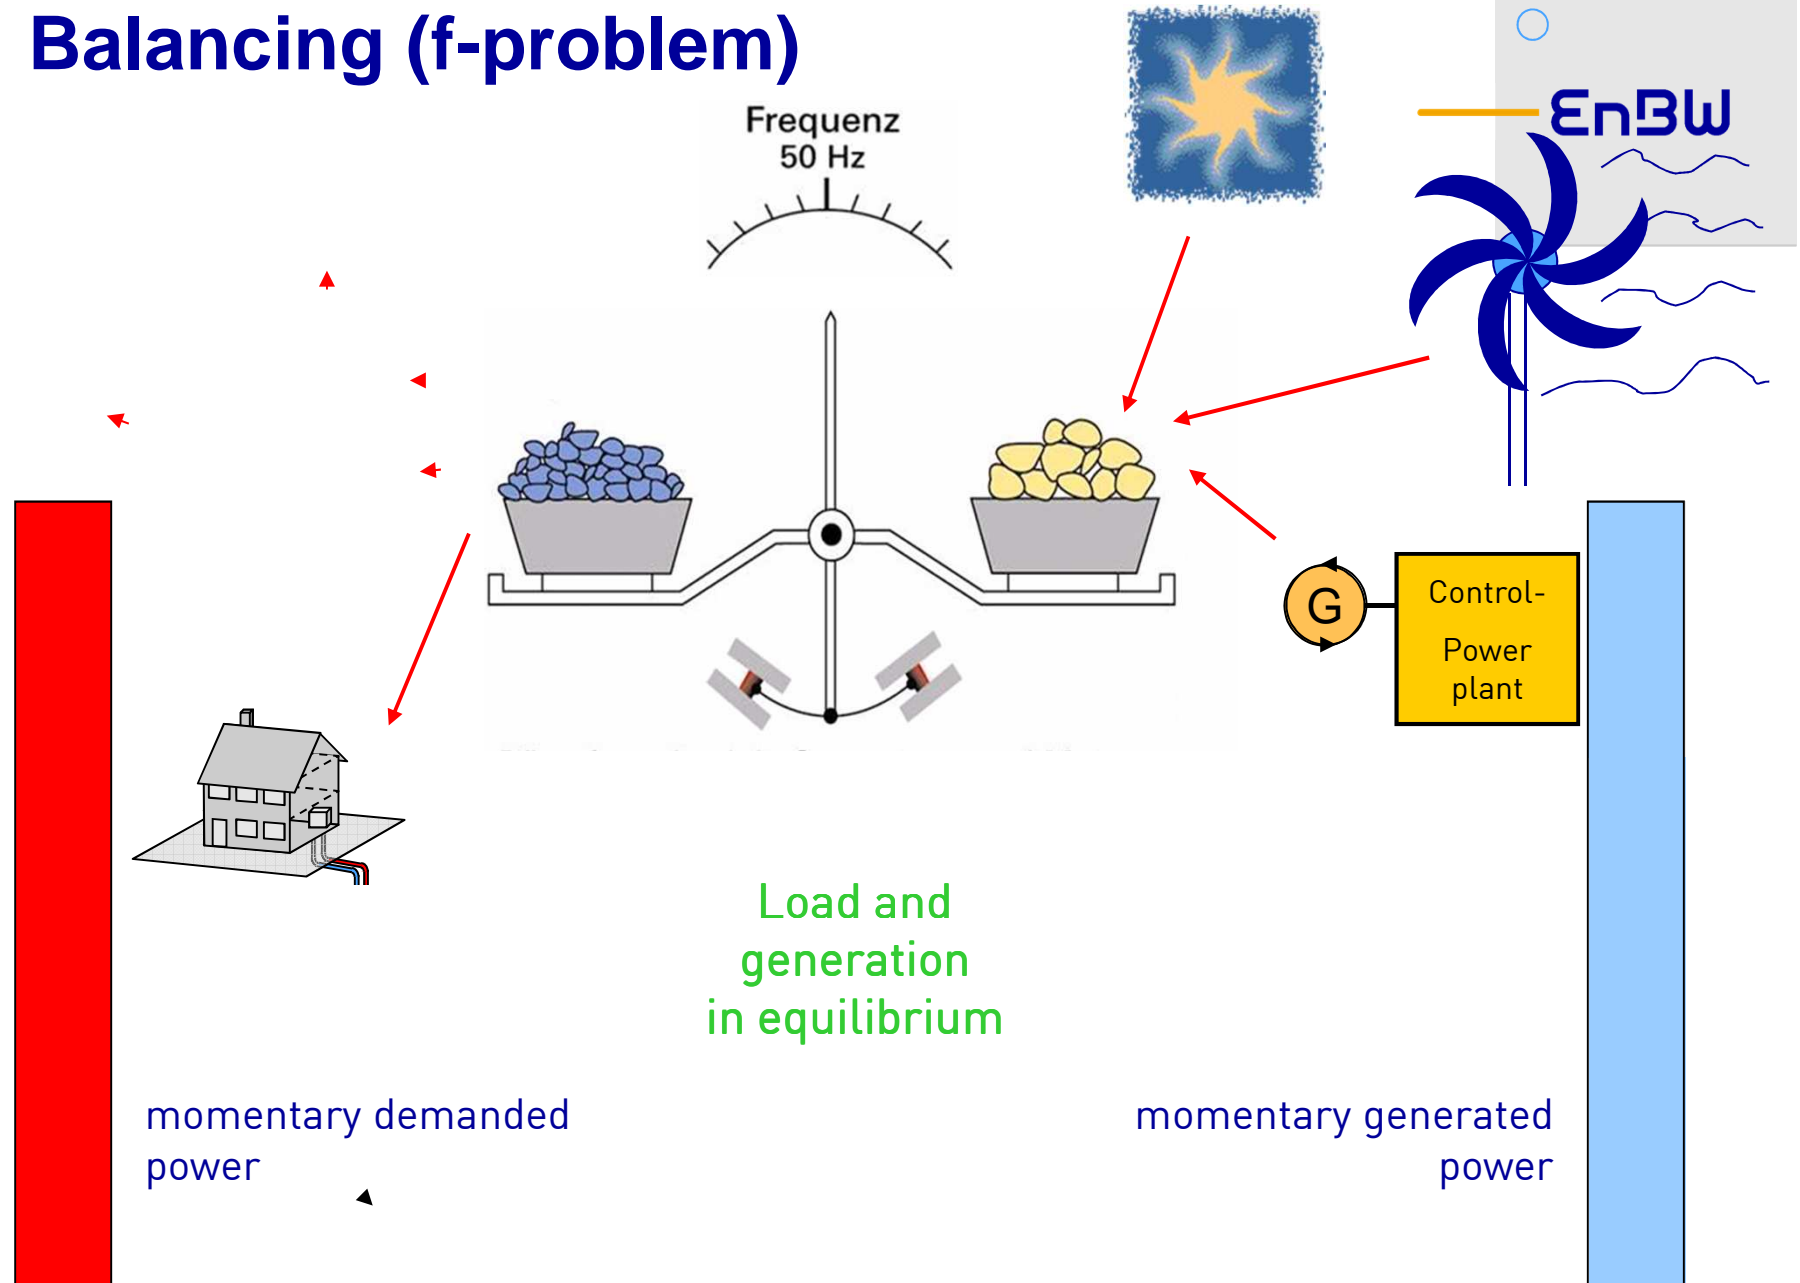 Balancing (f-problem)
EnBW
Frequenz
50 Hz
G
Control-
Power
plant
Load and
generation
in equilibrium
momentary demanded
power
momentary generated
power